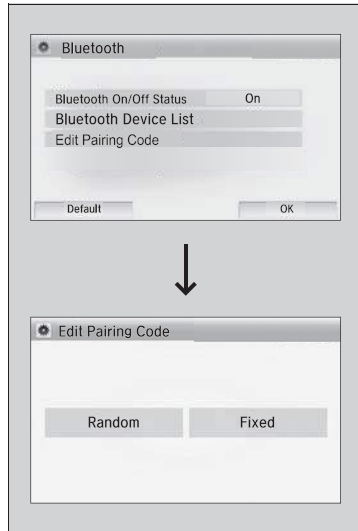 Bluetooth
Bluetooth On/Off Status On
Bluetooth Device List
Edit Pairing Code
Default OK
Edit Pairing Code
Random Fixed